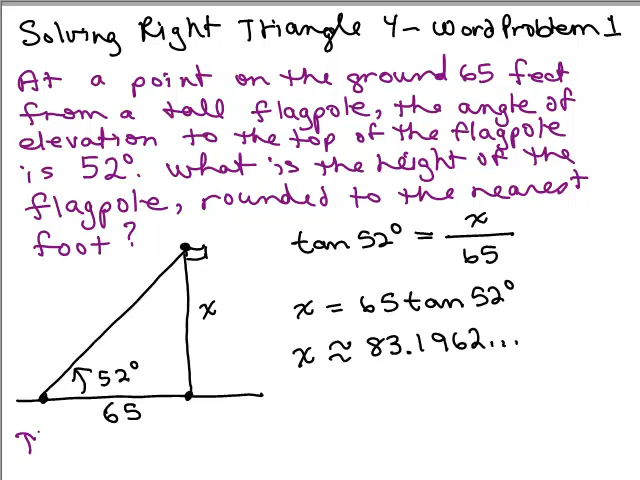 Solving Right Triangle 4 - Word Problem 1
At a point on the ground 65 feet
from a tall flagpole, the angle of
elevation to the top of the flagpole
is 52°. What is the height of the
flagpole, rounded to the nearest
foot?
tan 52° = x/65
x = 65 tan 52°
x ≈ 83.1962...
x
52°
65